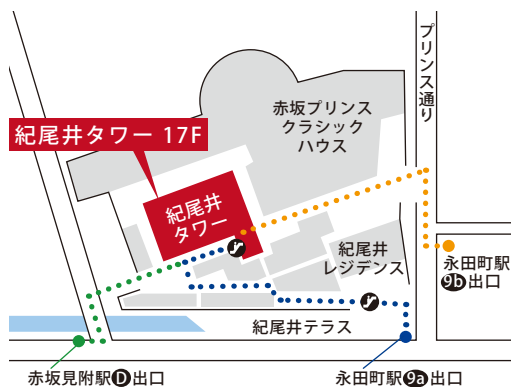 プリンス通り
赤坂プリンス
クラシック
ハウス
紀尾井タワー 17F
紀尾井
タワー
紀尾井
レジデンス
永田町駅
9b出口
紀尾井テラス
赤坂見附駅D出口
永田町駅9a出口